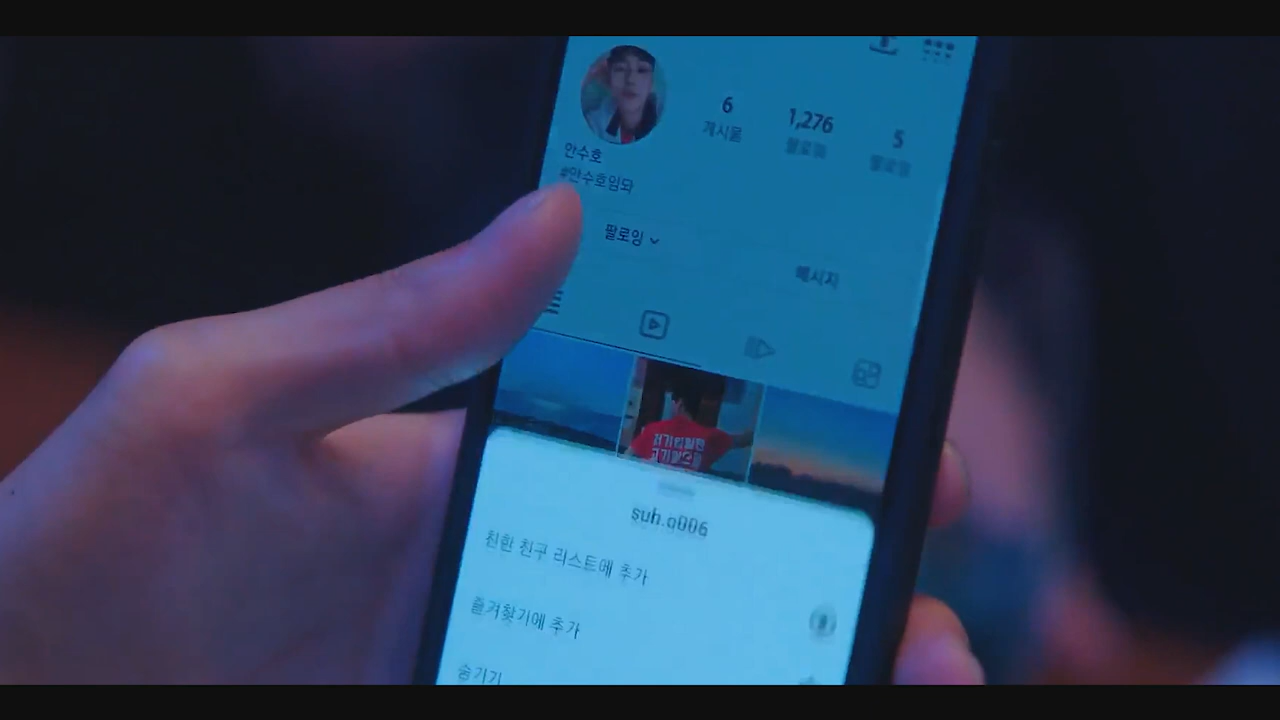 6
1,276
5
게시물
팔로워
팔로잉
안수호
#안수호임돠
팔로잉
메시지
suh.o006
친한 친구 리스트에 추가
즐겨찾기에 추가
숨기기